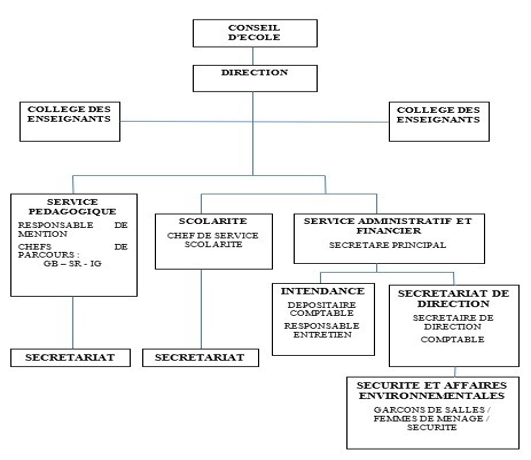 CONSEIL
D'ECOLE
DIRECTION
COLLEGE DES
ENSEIGNANTS
COLLEGE DES
ENSEIGNANTS
SERVICE
PEDAGOGIQUE
RESPONSABLE DE
MENTION
CHEFS DE
PARCOURS :
GB – SR - IG
SCOLARITE
CHEF DE SERVICE
SCOLARITE
SERVICE ADMINISTRATIF ET
FINANCIER
SECRETARE PRINCIPAL
INTENDANCE
DEPOSITAIRE
COMPTABLE
RESPONSABLE
ENTRETIEN
SECRETARIAT DE
DIRECTION
SECRETAIRE DE
DIRECTION
COMPTABLE
SECRETARIAT
SECRETARIAT
SECURITE ET AFFAIRES
ENVIRONNEMENTALES
GARCONS DE SALLES /
FEMMES DE MENAGE /
SECURITE